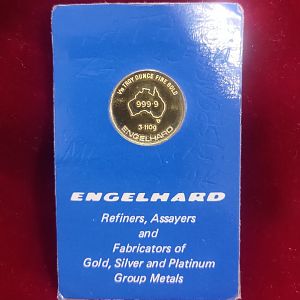 1/10 TROY OUNCE FINE GOLD
999·9
3·110g
ENGELHARD
ENGELHARD
Refiners, Assayers
and
Fabricators of
Gold, Silver and Platinum
Group Metals